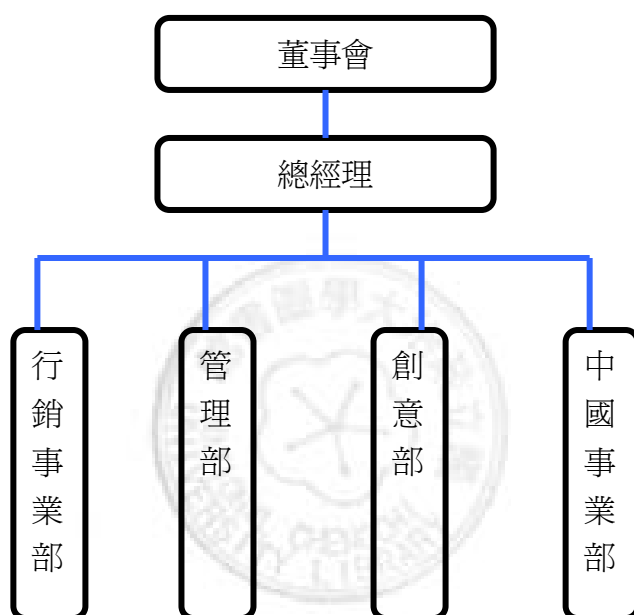 董事會
總經理
行銷事業部
管理部
創意部
中國事業部